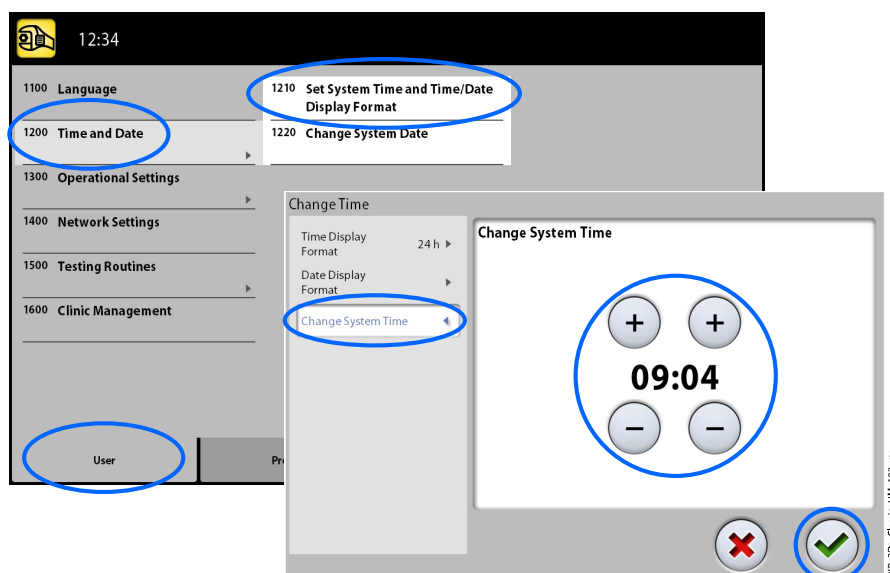 12:34
1100 Language
1200 Time and Date
1300 Operational Settings
1400 Network Settings
1500 Testing Routines
1600 Clinic Management
1210 Set System Time and Time/Date
Display Format
1220 Change System Date
User
Change Time
Time Display
Format
24 h
Date Display
Format
Change System Time
Change System Time
+ +
09:04
− −